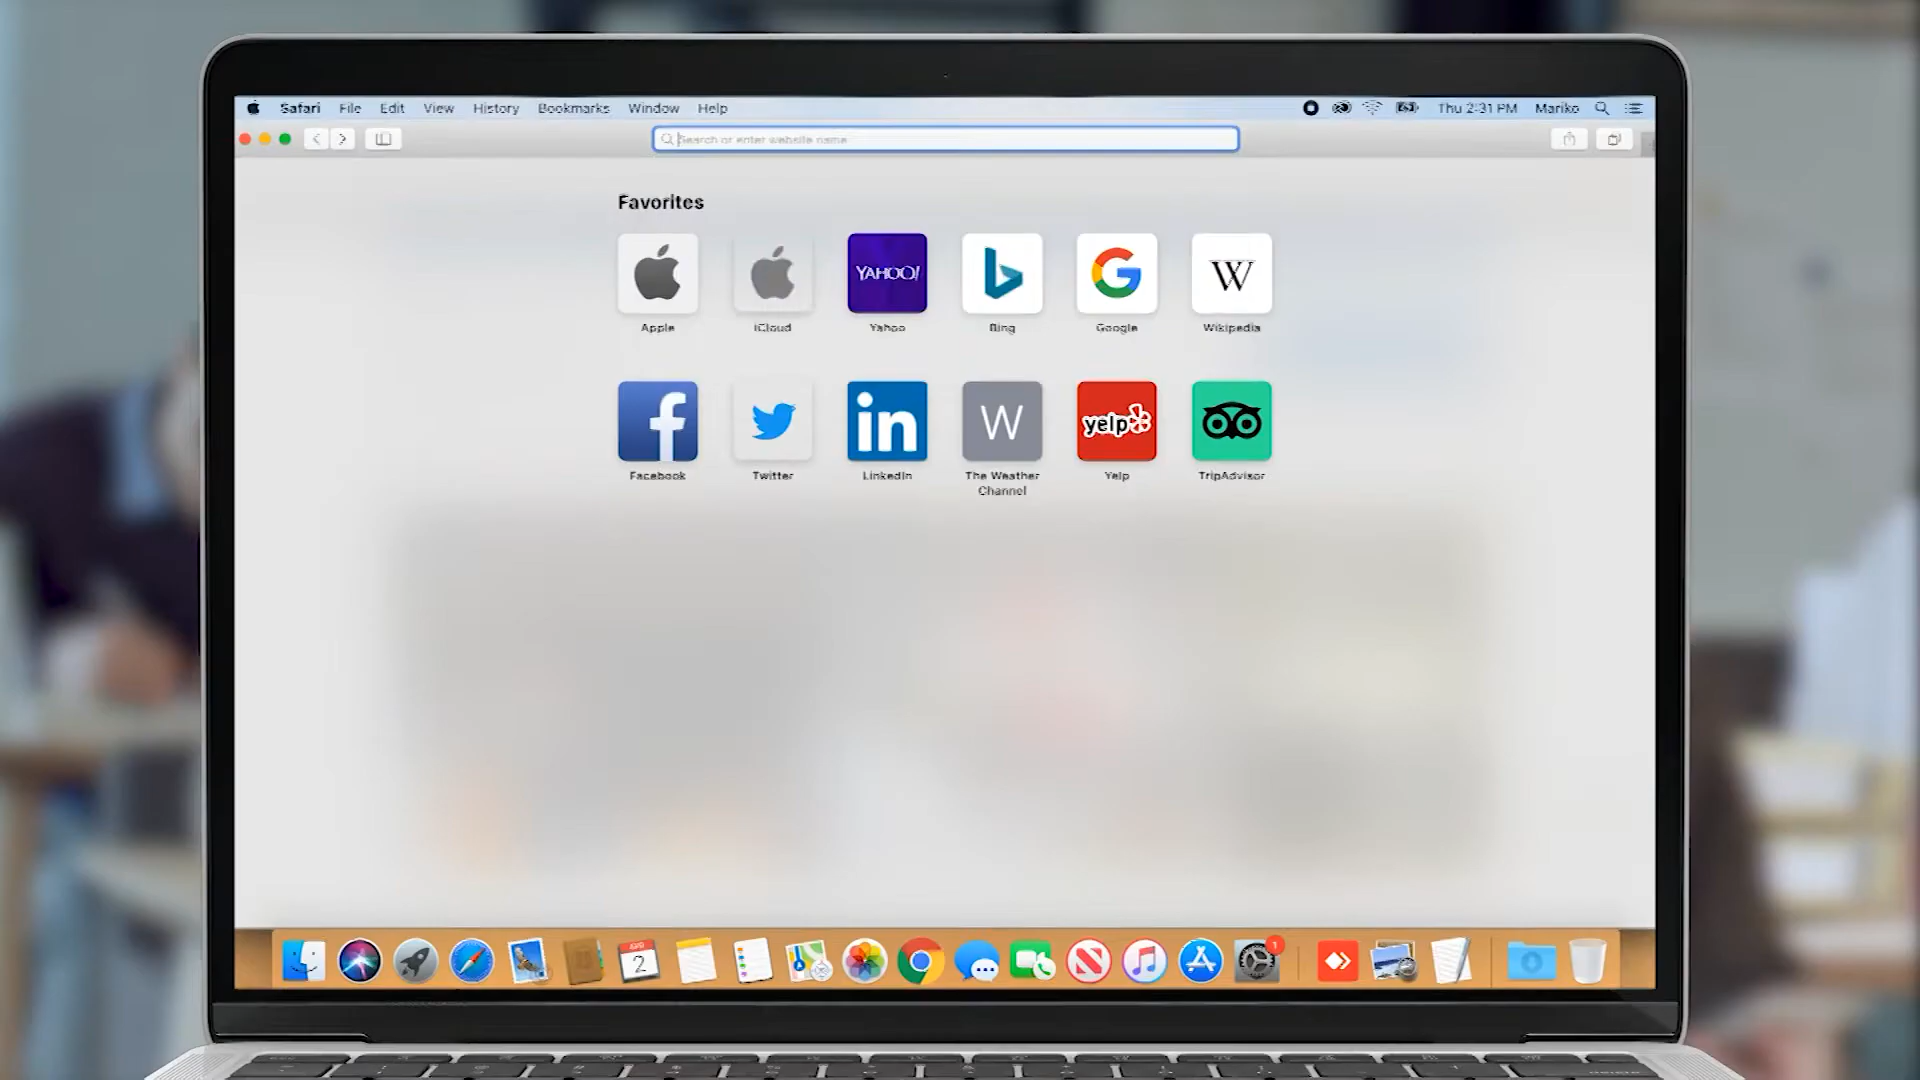 Safari File Edit View History Bookmarks Window Help Thu 2:31 PM Mariko
Search or enter website name
Favorites
YAHOO!
W
Apple iCloud Yahoo Bing Google Wikipedia
f in W yelp
Facebook Twitter LinkedIn The Weather Channel Yelp TripAdvisor
2
1